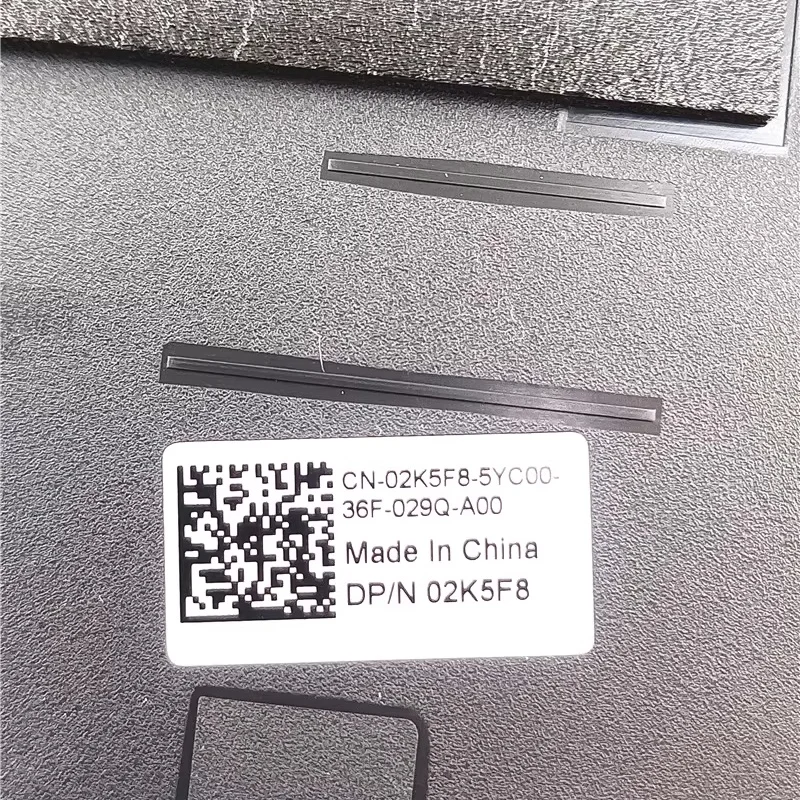 CN-02K5F8-5YC00-
36F-029Q-A00
Made In China
DP/N 02K5F8